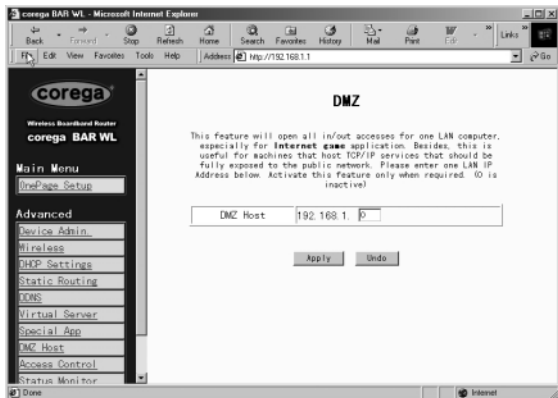 corega BAR WL - Microsoft Internet Explorer
Back Forward Stop Refresh Home Search Favorites History Mail Print Edit Links
File Edit View Favorites Tools Help Address http://192.168.1.1 Go
corega
Wireless Boardband Router
corega BAR WL
Main Menu
OnePage Setup
Advanced
Device Admin.
Wireless
DHCP Settings
Static Routing
DDNS
Virtual Server
Special App
DMZ Host
Access Control
Status Monitor
DMZ
This feature will open all in/out accesses for one LAN computer,
especially for Internet game application. Besides, this is
useful for machines that host TCP/IP services that should be
fully exposed to the public network. Please enter one LAN IP
Address below. Activate this feature only when required. (0 is
inactive)
DMZ Host 192.168.1. 0
Apply Undo
Done Internet